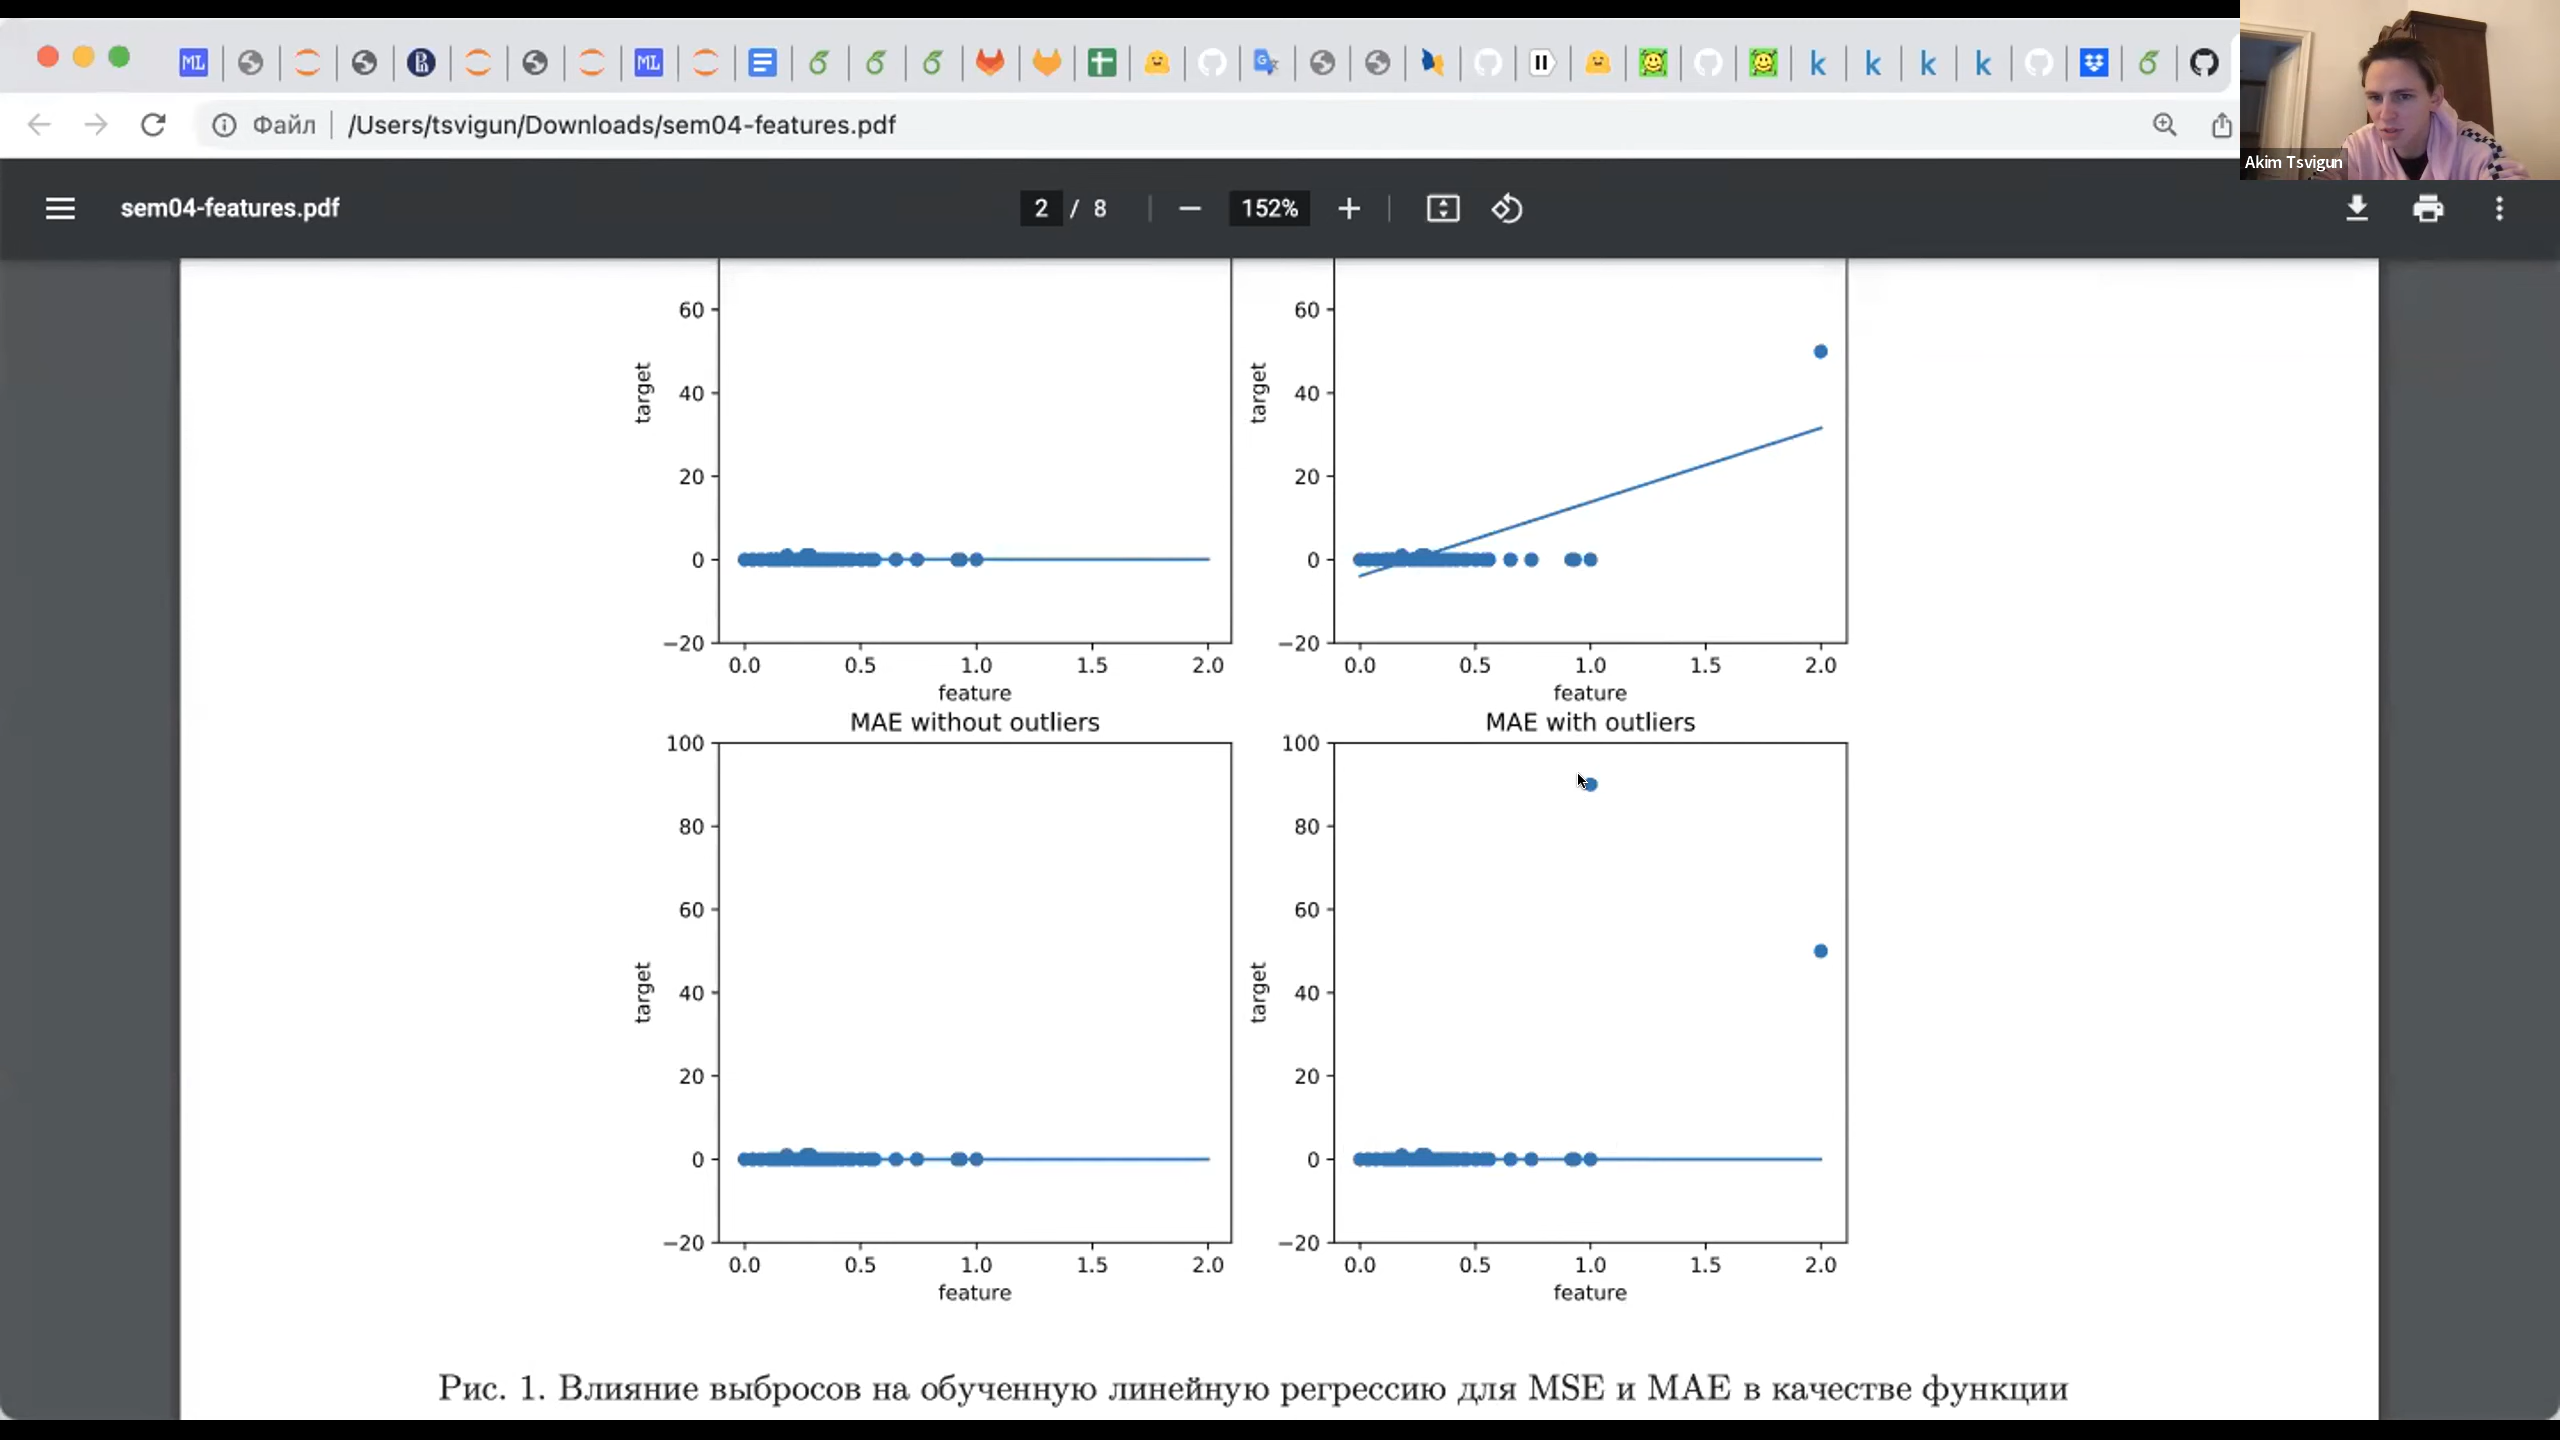 ML
ML
Файл
/Users/tsvigun/Downloads/sem04-features.pdf
Akim Tsvigun
sem04-features.pdf
2 / 8
152%
60
40
20
0
−20
target
0.0 0.5 1.0 1.5 2.0
feature
60
40
20
0
−20
target
0.0 0.5 1.0 1.5 2.0
feature
MAE without outliers
100
80
60
40
20
0
−20
target
0.0 0.5 1.0 1.5 2.0
feature
MAE with outliers
100
80
60
40
20
0
−20
target
0.0 0.5 1.0 1.5 2.0
feature
Рис. 1. Влияние выбросов на обученную линейную регрессию для MSE и MAE в качестве функции